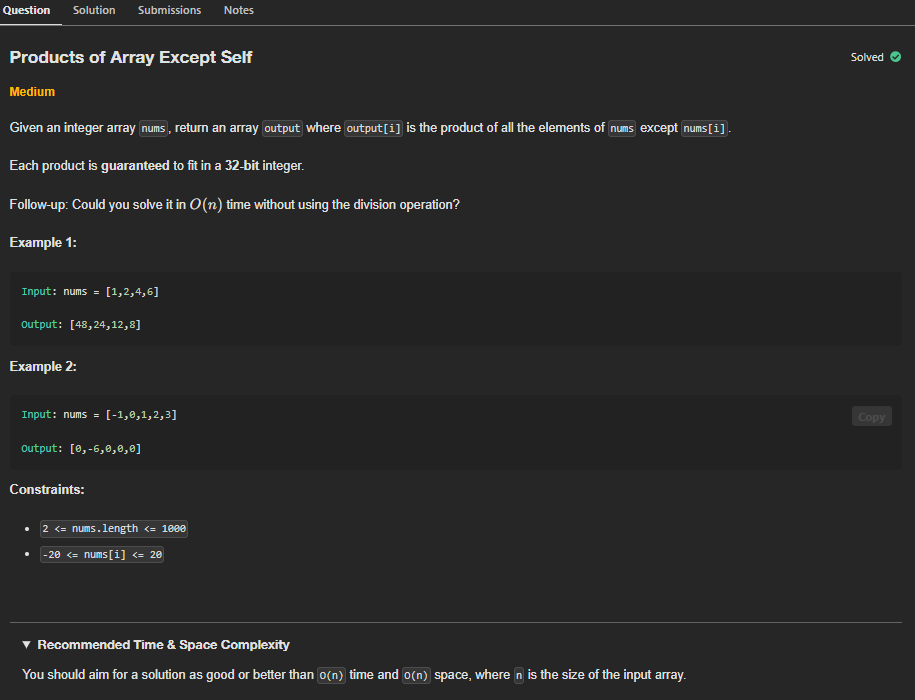 Question Solution Submissions Notes
Products of Array Except Self Solved
Medium
Given an integer array nums, return an array output where output[i] is the product of all the elements of nums except nums[i].
Each product is guaranteed to fit in a 32-bit integer.
Follow-up: Could you solve it in O(n) time without using the division operation?
Example 1:
Input: nums = [1,2,4,6]
Output: [48,24,12,8]
Example 2:
Input: nums = [-1,0,1,2,3]
Copy
Output: [0,-6,0,0,0]
Constraints:
• 2 <= nums.length <= 1000
• -20 <= nums[i] <= 20
▼ Recommended Time & Space Complexity
You should aim for a solution as good or better than O(n) time and O(n) space, where n is the size of the input array.